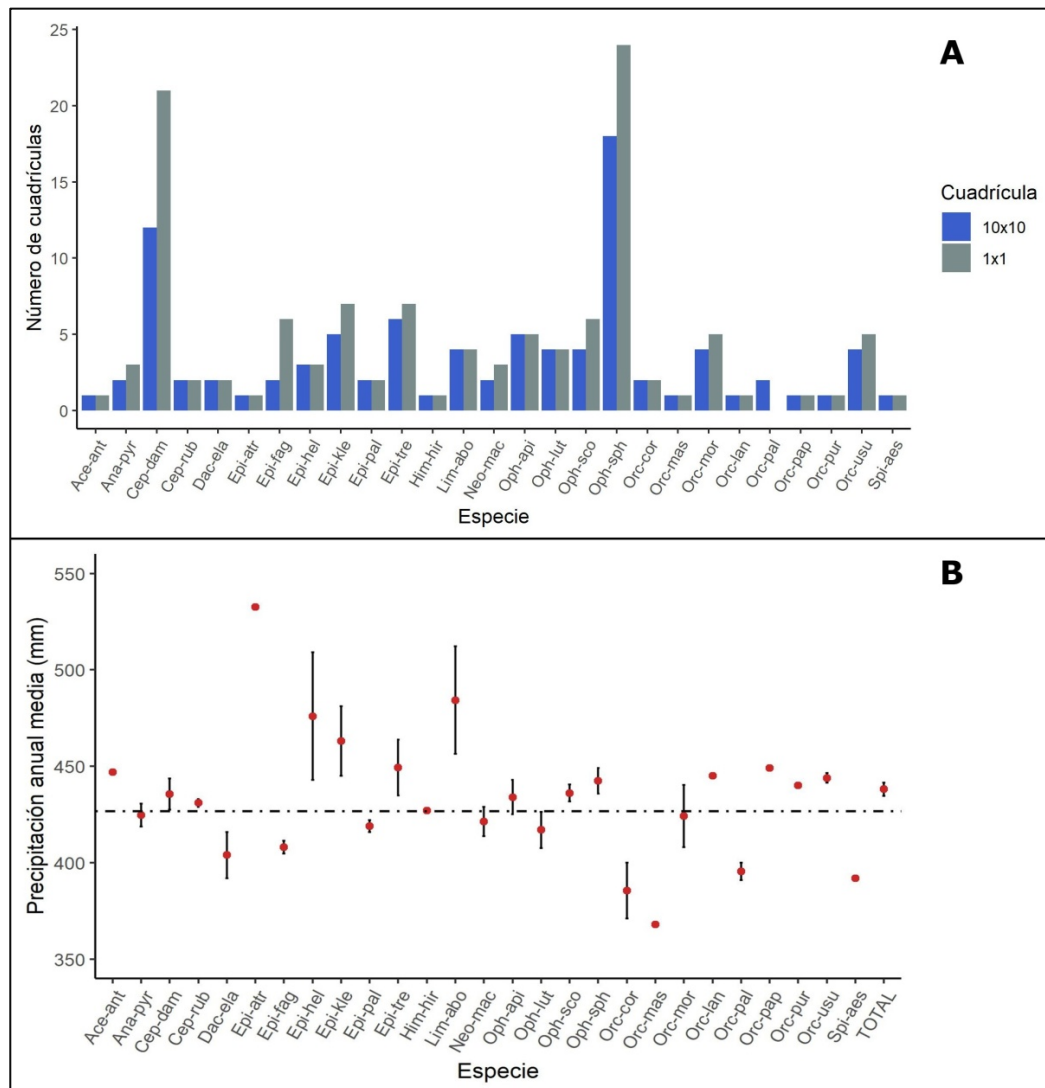 A
25
20
15
10
5
0
Número de cuadrículas
Cuadrícula
10x10
1x1
Ace-ant
Ana-pyr
Cep-dam
Cep-rub
Dac-ela
Epi-atr
Epi-fag
Epi-hel
Epi-kle
Epi-pal
Epi-tre
Him-hir
Lim-abo
Neo-mac
Oph-api
Oph-lut
Oph-sco
Oph-sph
Orc-cor
Orc-mas
Orc-mor
Orc-lan
Orc-pal
Orc-pap
Orc-pur
Orc-usu
Spi-aes
Especie
B
550
500
450
400
350
Precipitación anual media (mm)
Ace-ant
Ana-pyr
Cep-dam
Cep-rub
Dac-ela
Epi-atr
Epi-fag
Epi-hel
Epi-kle
Epi-pal
Epi-tre
Him-hir
Lim-abo
Neo-mac
Oph-api
Oph-lut
Oph-sco
Oph-sph
Orc-cor
Orc-mas
Orc-mor
Orc-lan
Orc-pal
Orc-pap
Orc-pur
Orc-usu
Spi-aes
TOTAL
Especie